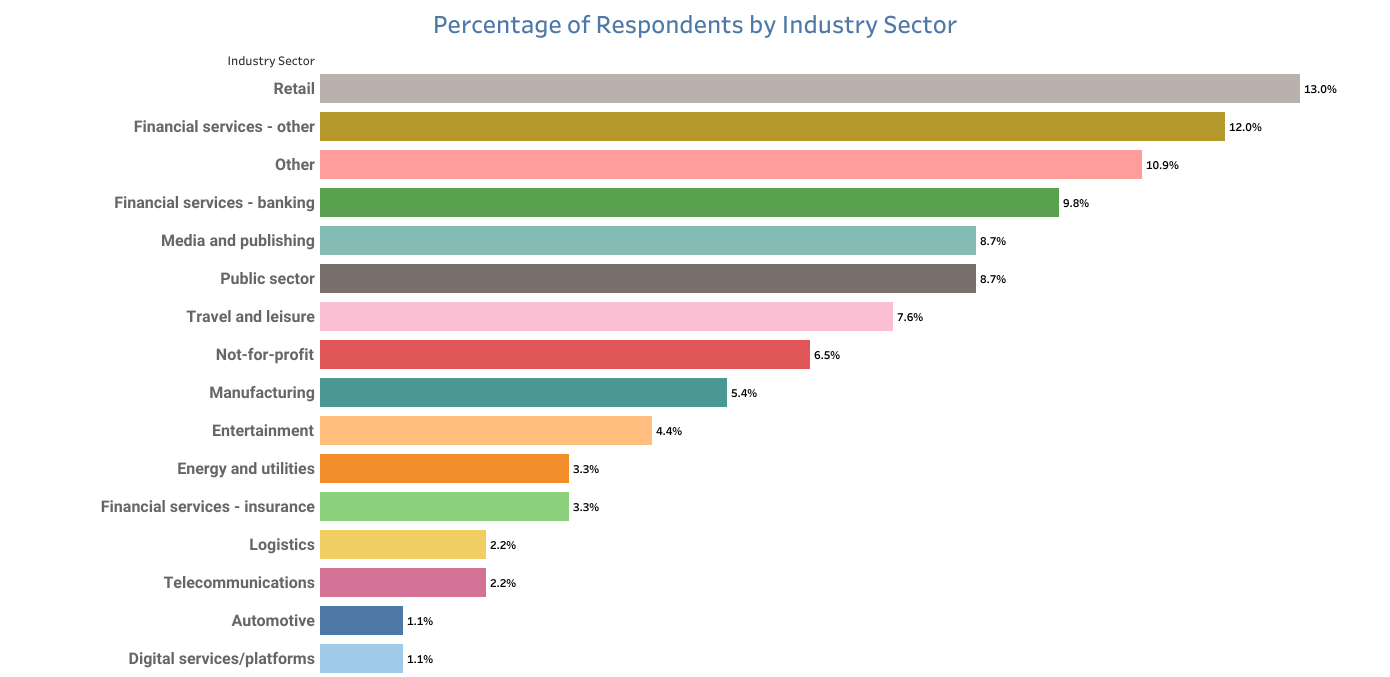 Percentage of Respondents by Industry Sector
Industry Sector
Retail 13.0%
Financial services - other 12.0%
Other 10.9%
Financial services - banking 9.8%
Media and publishing 8.7%
Public sector 8.7%
Travel and leisure 7.6%
Not-for-profit 6.5%
Manufacturing 5.4%
Entertainment 4.4%
Energy and utilities 3.3%
Financial services - insurance 3.3%
Logistics 2.2%
Telecommunications 2.2%
Automotive 1.1%
Digital services/platforms 1.1%